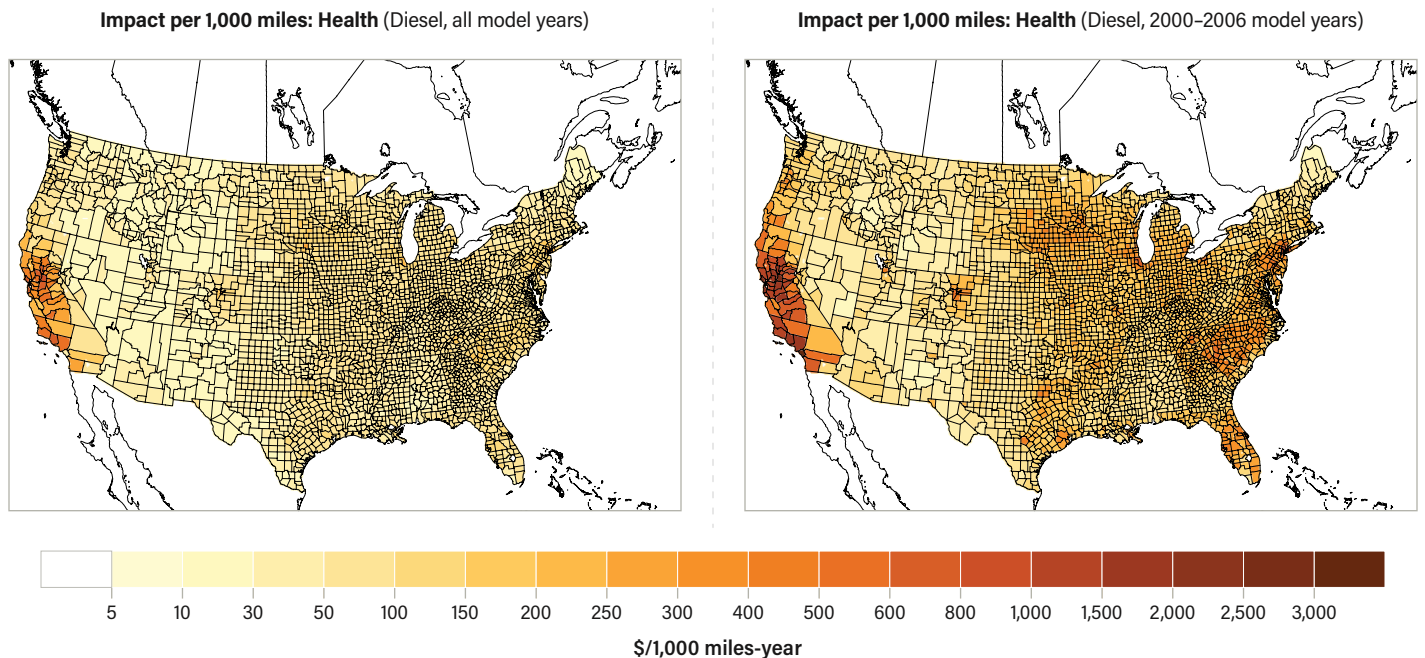 Impact per 1,000 miles: Health (Diesel, all model years)
Impact per 1,000 miles: Health (Diesel, 2000–2006 model years)
5 10 30 50 100 150 200 250 300 400 500 600 800 1,000 1,500 2,000 2,500 3,000
$/1,000 miles-year